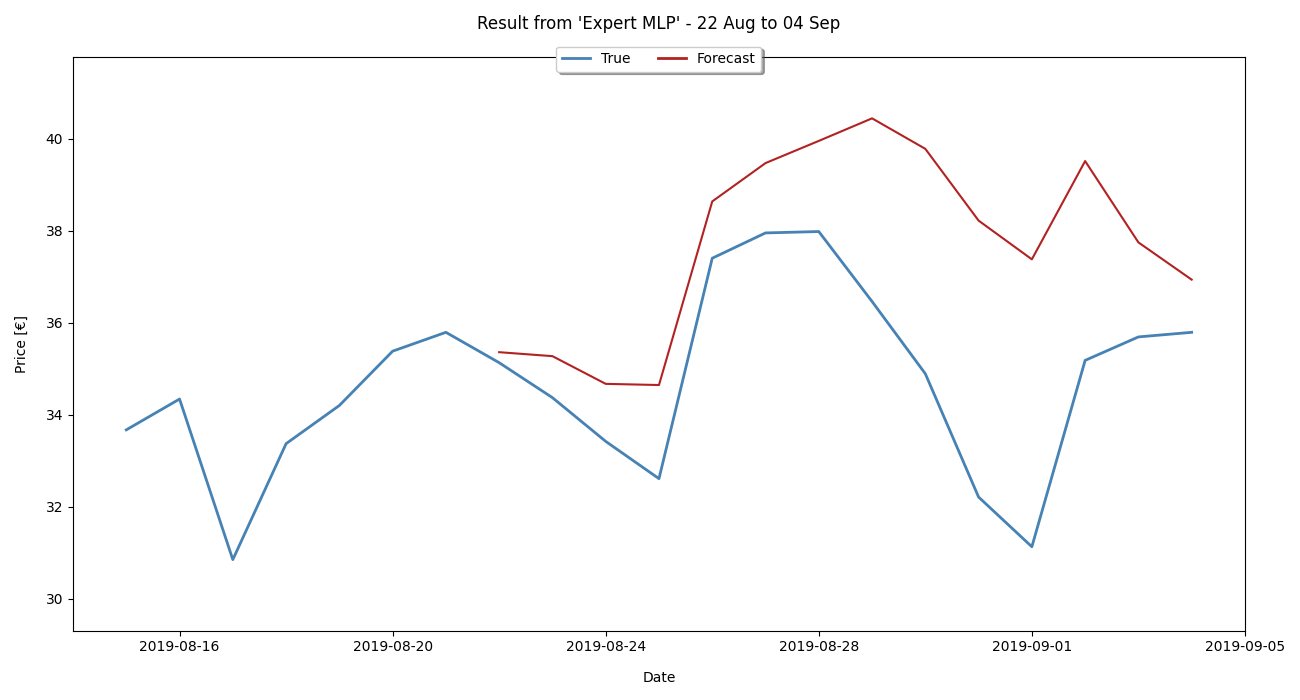 Result from 'Expert MLP' - 22 Aug to 04 Sep
True Forecast
40
38
36
34
32
30
Price [€]
2019-08-16 2019-08-20 2019-08-24 2019-08-28 2019-09-01 2019-09-05
Date